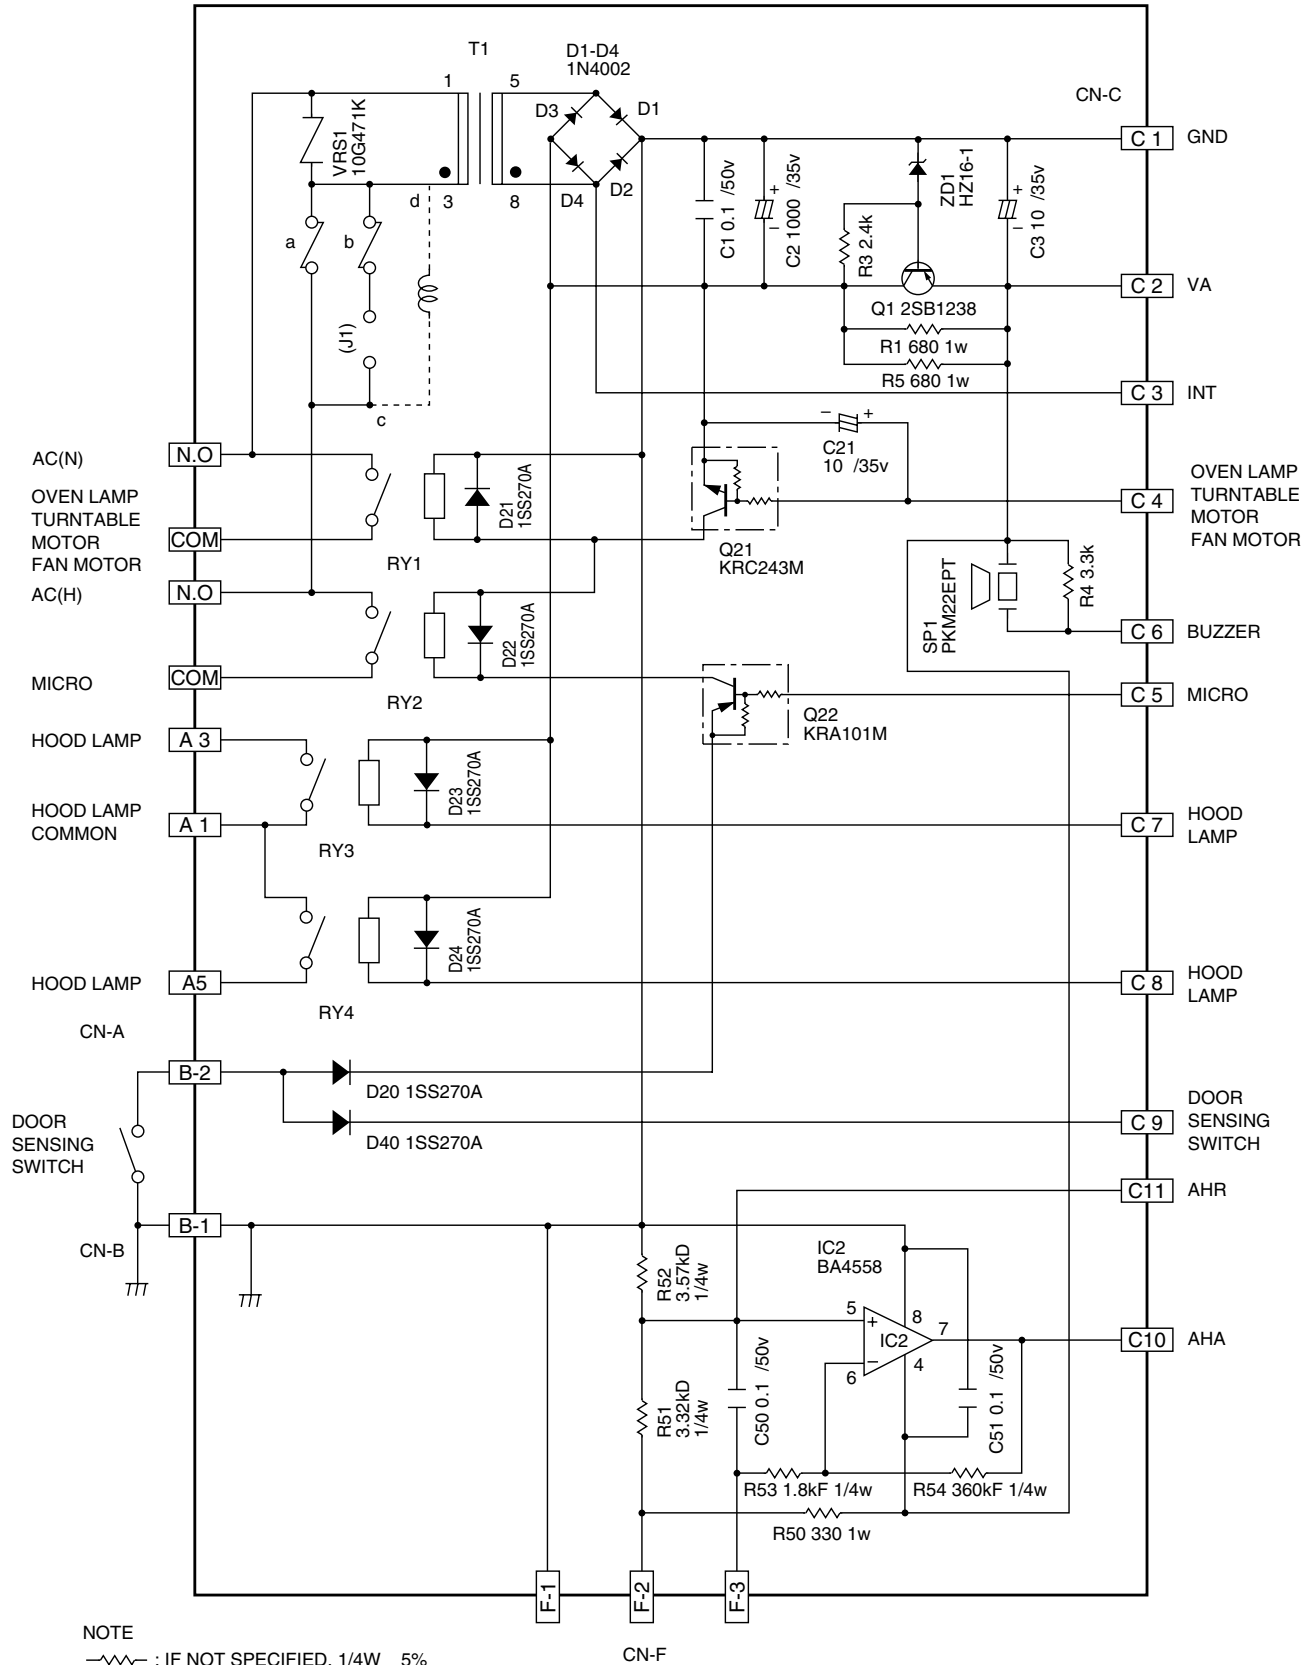 T1
D1-D4
1N4002
1
5
CN-C
D3
D1
VRS1
10G471K
C 1
GND
C1 0.1 /50v
C2 1000 /35v
+
−
ZD1
HZ16-1
C3 10 /35v
+
−
d
3
8
D4
D2
a
b
R3 2.4k
C 2
VA
Q1 2SB1238
(J1)
R1 680 1w
R5 680 1w
C 3
INT
c
−
+
C21
10 /35v
AC(N)
N.O
D21
1SS270A
OVEN LAMP
TURNTABLE
MOTOR
FAN MOTOR
COM
RY1
Q21
KRC243M
C 4
OVEN LAMP
TURNTABLE
MOTOR
FAN MOTOR
AC(H)
N.O
D22
1SS270A
SP1
PKM22EPT
R4 3.3k
C 6
BUZZER
MICRO
COM
RY2
C 5
MICRO
Q22
KRA101M
HOOD LAMP
A 3
D23
1SS270A
HOOD LAMP
COMMON
A 1
RY3
C 7
HOOD
LAMP
D24
1SS270A
HOOD LAMP
A5
RY4
C 8
HOOD
LAMP
CN-A
B-2
D20 1SS270A
DOOR
SENSING
SWITCH
D40 1SS270A
C 9
DOOR
SENSING
SWITCH
C11
AHR
B-1
CN-B
R52
3.57kD
1/4w
IC2
BA4558
5
+
8
7
IC2
−
6
4
C10
AHA
R51
3.32kD
1/4w
C50 0.1 /50v
C51 0.1 /50v
R53 1.8kF 1/4w
R54 360kF 1/4w
R50 330 1w
F-1
F-2
F-3
NOTE
: IF NOT SPECIFIED, 1/4W 5%
CN-F